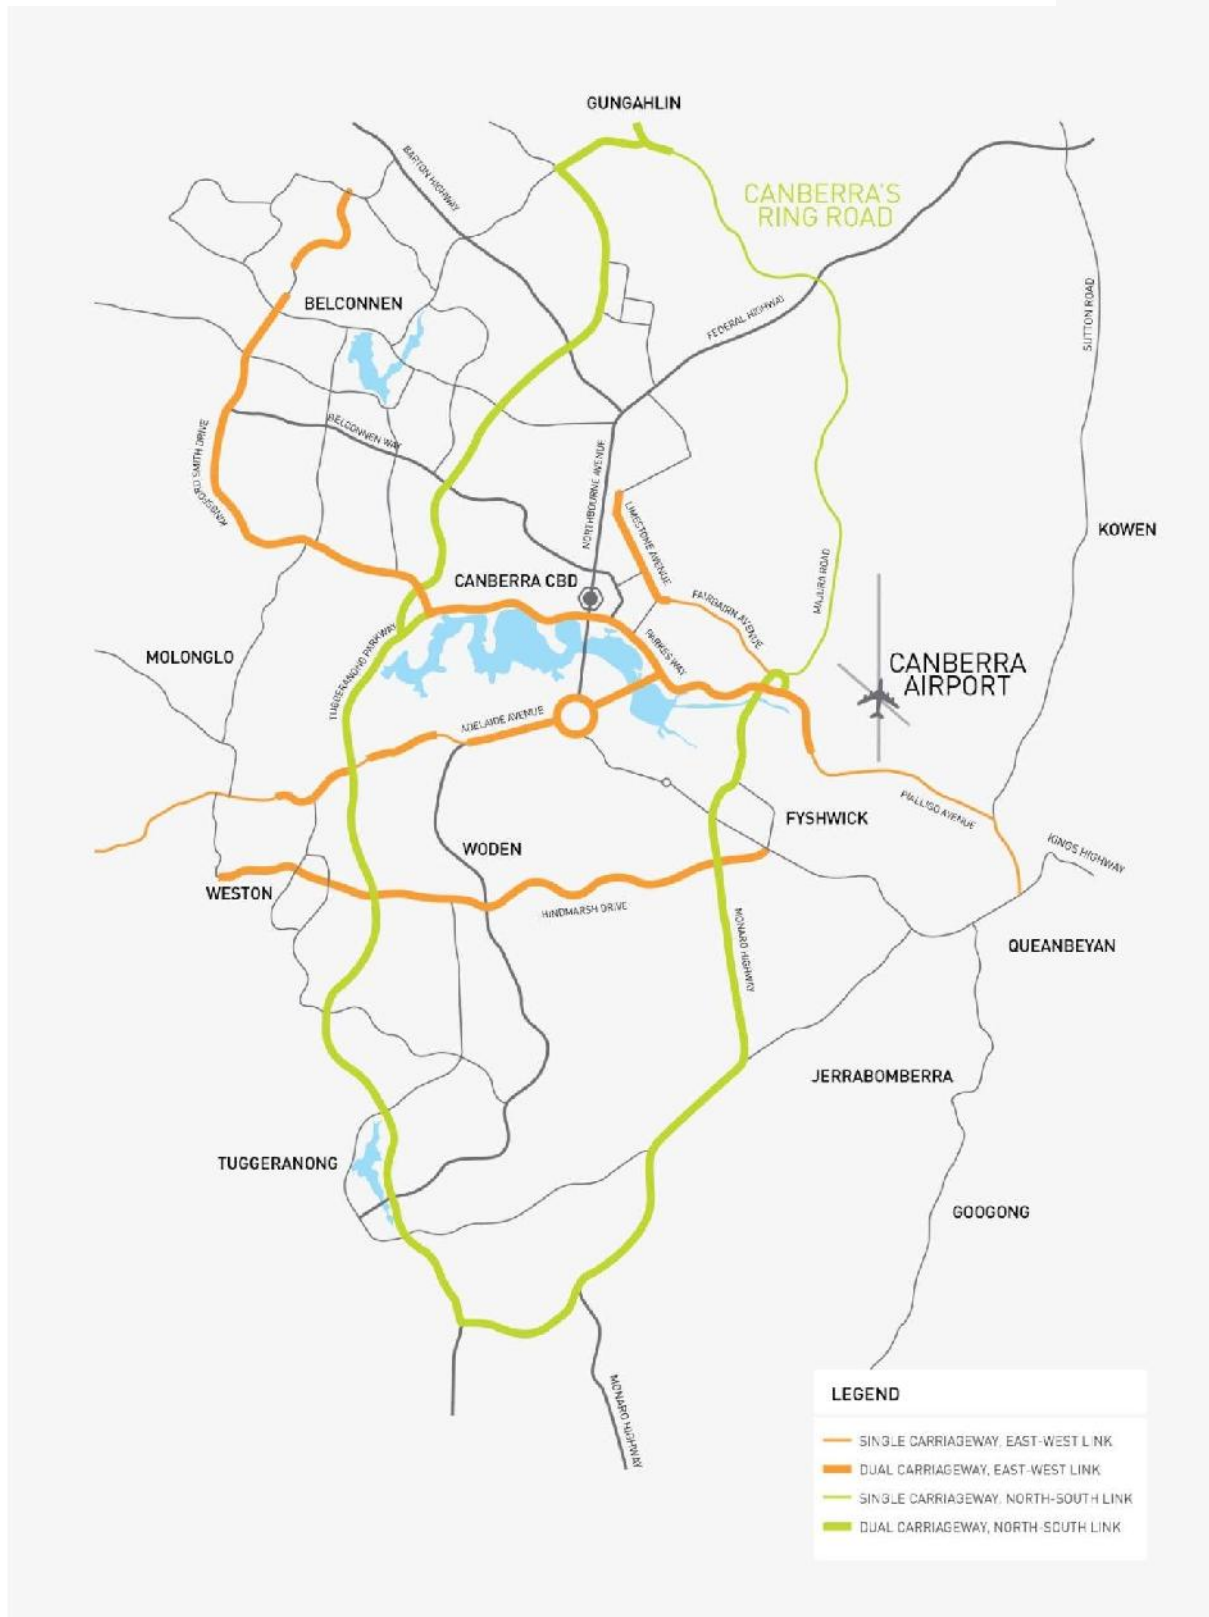 GUNGAHLIN
BARTON HIGHWAY
CANBERRA'S
RING ROAD
BELCONNEN
FEDERAL HIGHWAY
SUTTON ROAD
BELCONNEN WAY
KINGSFORD SMITH DRIVE
NORTHBOURNE AVENUE
LIMESTONE AVENUE
KOWEN
MAJURA ROAD
CANBERRA CBD
FAIRBAIRN AVENUE
PARKES WAY
MOLONGLO
TUGGERANONG PARKWAY
CANBERRA
AIRPORT
ADELAIDE AVENUE
PIALLIGO AVENUE
FYSHWICK
KINGS HIGHWAY
WODEN
WESTON
HINDMARSH DRIVE
MONARO HIGHWAY
QUEANBEYAN
JERRABOMBERRA
TUGGERANONG
GOOGONG
MONARO HIGHWAY
LEGEND
SINGLE CARRIAGEWAY, EAST-WEST LINK
DUAL CARRIAGEWAY, EAST-WEST LINK
SINGLE CARRIAGEWAY, NORTH-SOUTH LINK
DUAL CARRIAGEWAY, NORTH-SOUTH LINK